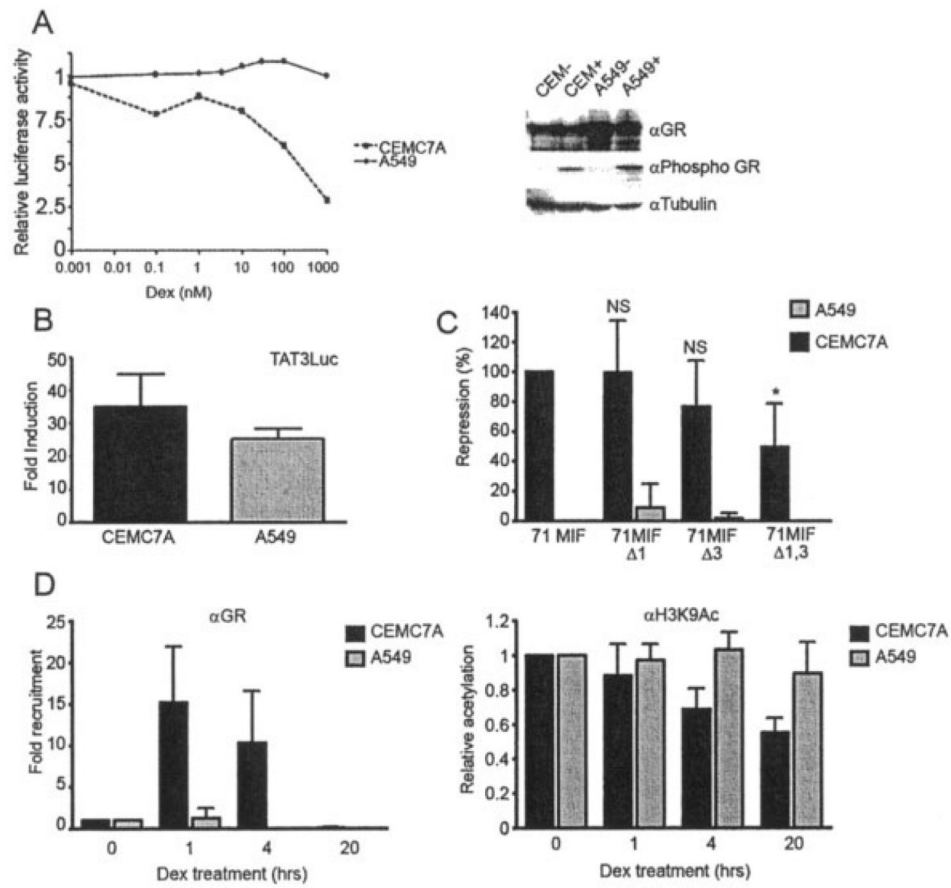 A
Relative luciferase activity
1
7.5
5
2.5
0
0.001 0.01 0.1 1 10 100 1000
Dex (nM)
CEMC7A
A549
CEM- CEM+ A549- A549+
αGR
αPhospho GR
αTubulin
B
TAT3Luc
Fold Induction
50
40
30
20
10
0
CEMC7A A549
C
A549
CEMC7A
Repression (%)
140
120
100
80
60
40
20
0
NS
NS
*
71 MIF 71MIF 71MIF 71MIF
Δ1 Δ3 Δ1,3
D
αGR
CEMC7A
A549
Fold recruitment
25
20
15
10
5
0
0 1 4 20
Dex treatment (hrs)
αH3K9Ac
CEMC7A
A549
Relative acetylation
1.2
1
0.8
0.6
0.4
0.2
0
0 1 4 20
Dex treatment (hrs)